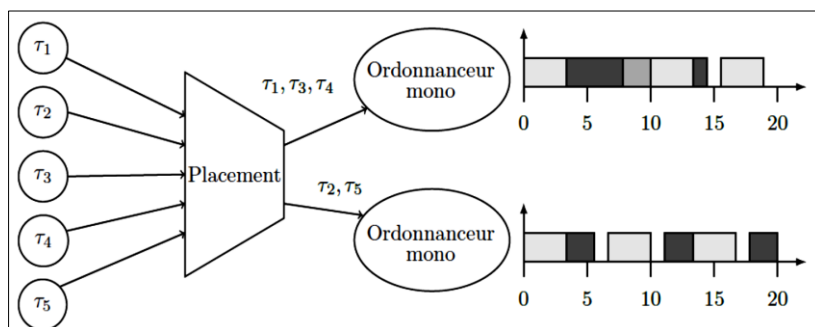 τ1
τ2
τ3
τ4
τ5
Placement
τ1, τ3, τ4
τ2, τ5
Ordonnanceur
mono
0 5 10 15 20
Ordonnanceur
mono
0 5 10 15 20